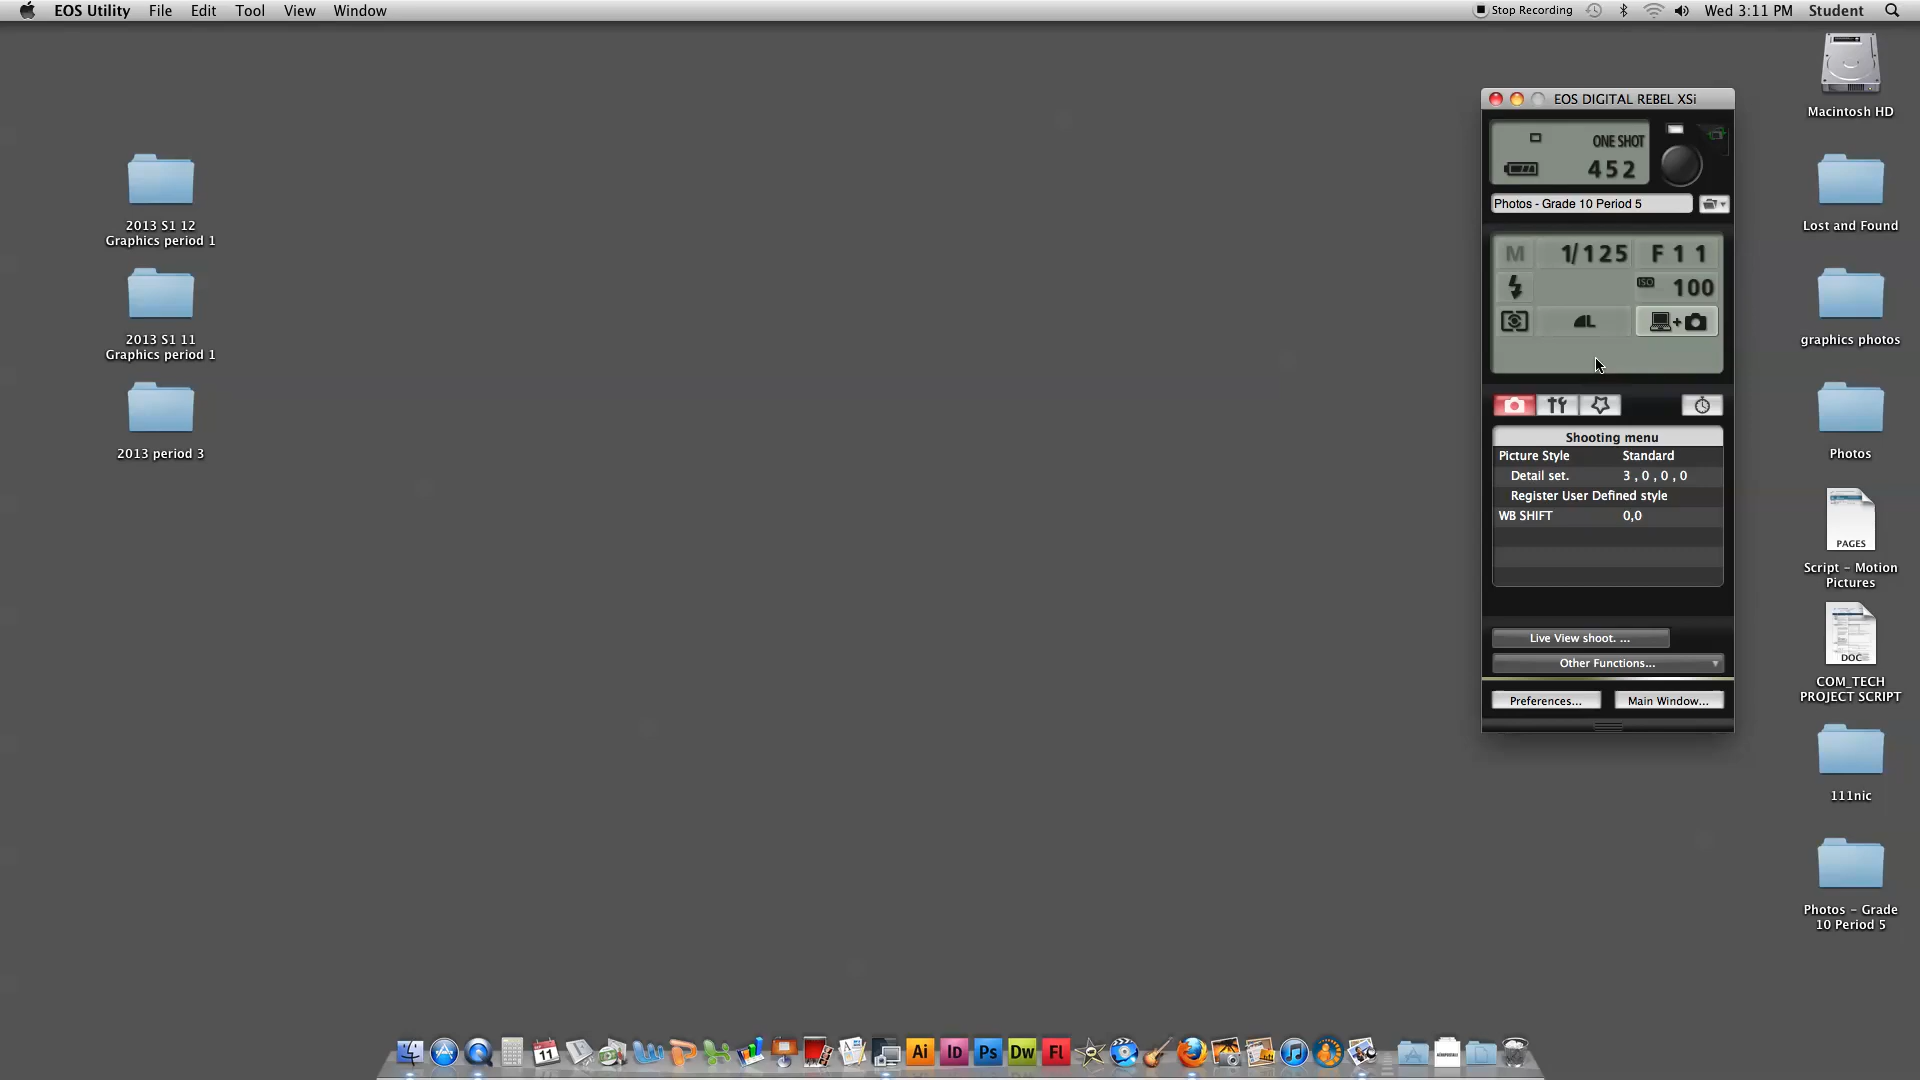 EOS Utility File Edit Tool View Window
Stop Recording Wed 3:11 PM Student
Macintosh HD
Lost and Found
graphics photos
Photos
PAGES
Script - Motion
Pictures
DOC
COM_TECH
PROJECT SCRIPT
111nic
Photos - Grade
10 Period 5
2013 S1 12
Graphics period 1
2013 S1 11
Graphics period 1
2013 period 3
EOS DIGITAL REBEL XSi
ONE SHOT
452
Photos - Grade 10 Period 5
M 1/125 F11
ISO 100
L
+
Shooting menu
Picture Style Standard
Detail set. 3 , 0 , 0 , 0
Register User Defined style
WB SHIFT 0,0
Live View shoot. ...
Other Functions...
Preferences... Main Window...
11 Ai Id Ps Dw Fl